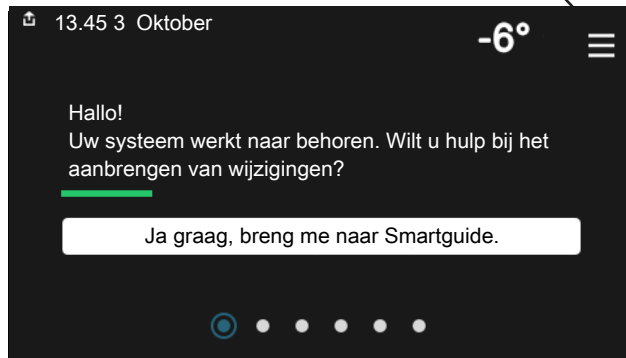 13.45 3 Oktober
-6°
Hallo!
Uw systeem werkt naar behoren. Wilt u hulp bij het
aanbrengen van wijzigingen?
Ja graag, breng me naar Smartguide.